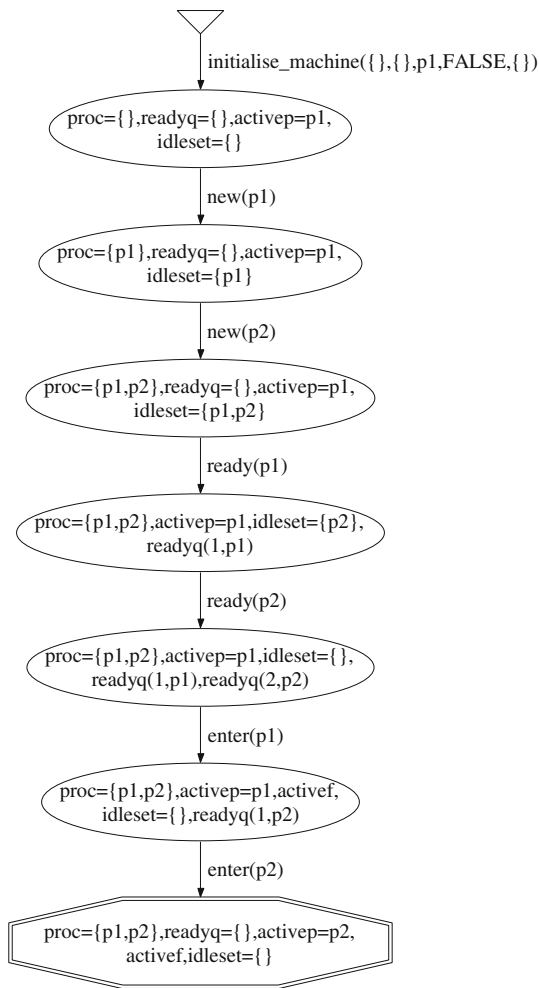 initialise_machine({},{},p1,FALSE,{})
proc={},readyq={},activep=p1,
idleset={}
new(p1)
proc={p1},readyq={},activep=p1,
idleset={p1}
new(p2)
proc={p1,p2},readyq={},activep=p1,
idleset={p1,p2}
ready(p1)
proc={p1,p2},activep=p1,idleset={p2},
readyq(1,p1)
ready(p2)
proc={p1,p2},activep=p1,idleset={},
readyq(1,p1),readyq(2,p2)
enter(p1)
proc={p1,p2},activep=p1,activef,
idleset={},readyq(1,p2)
enter(p2)
proc={p1,p2},readyq={},activep=p2,
activef,idleset={}